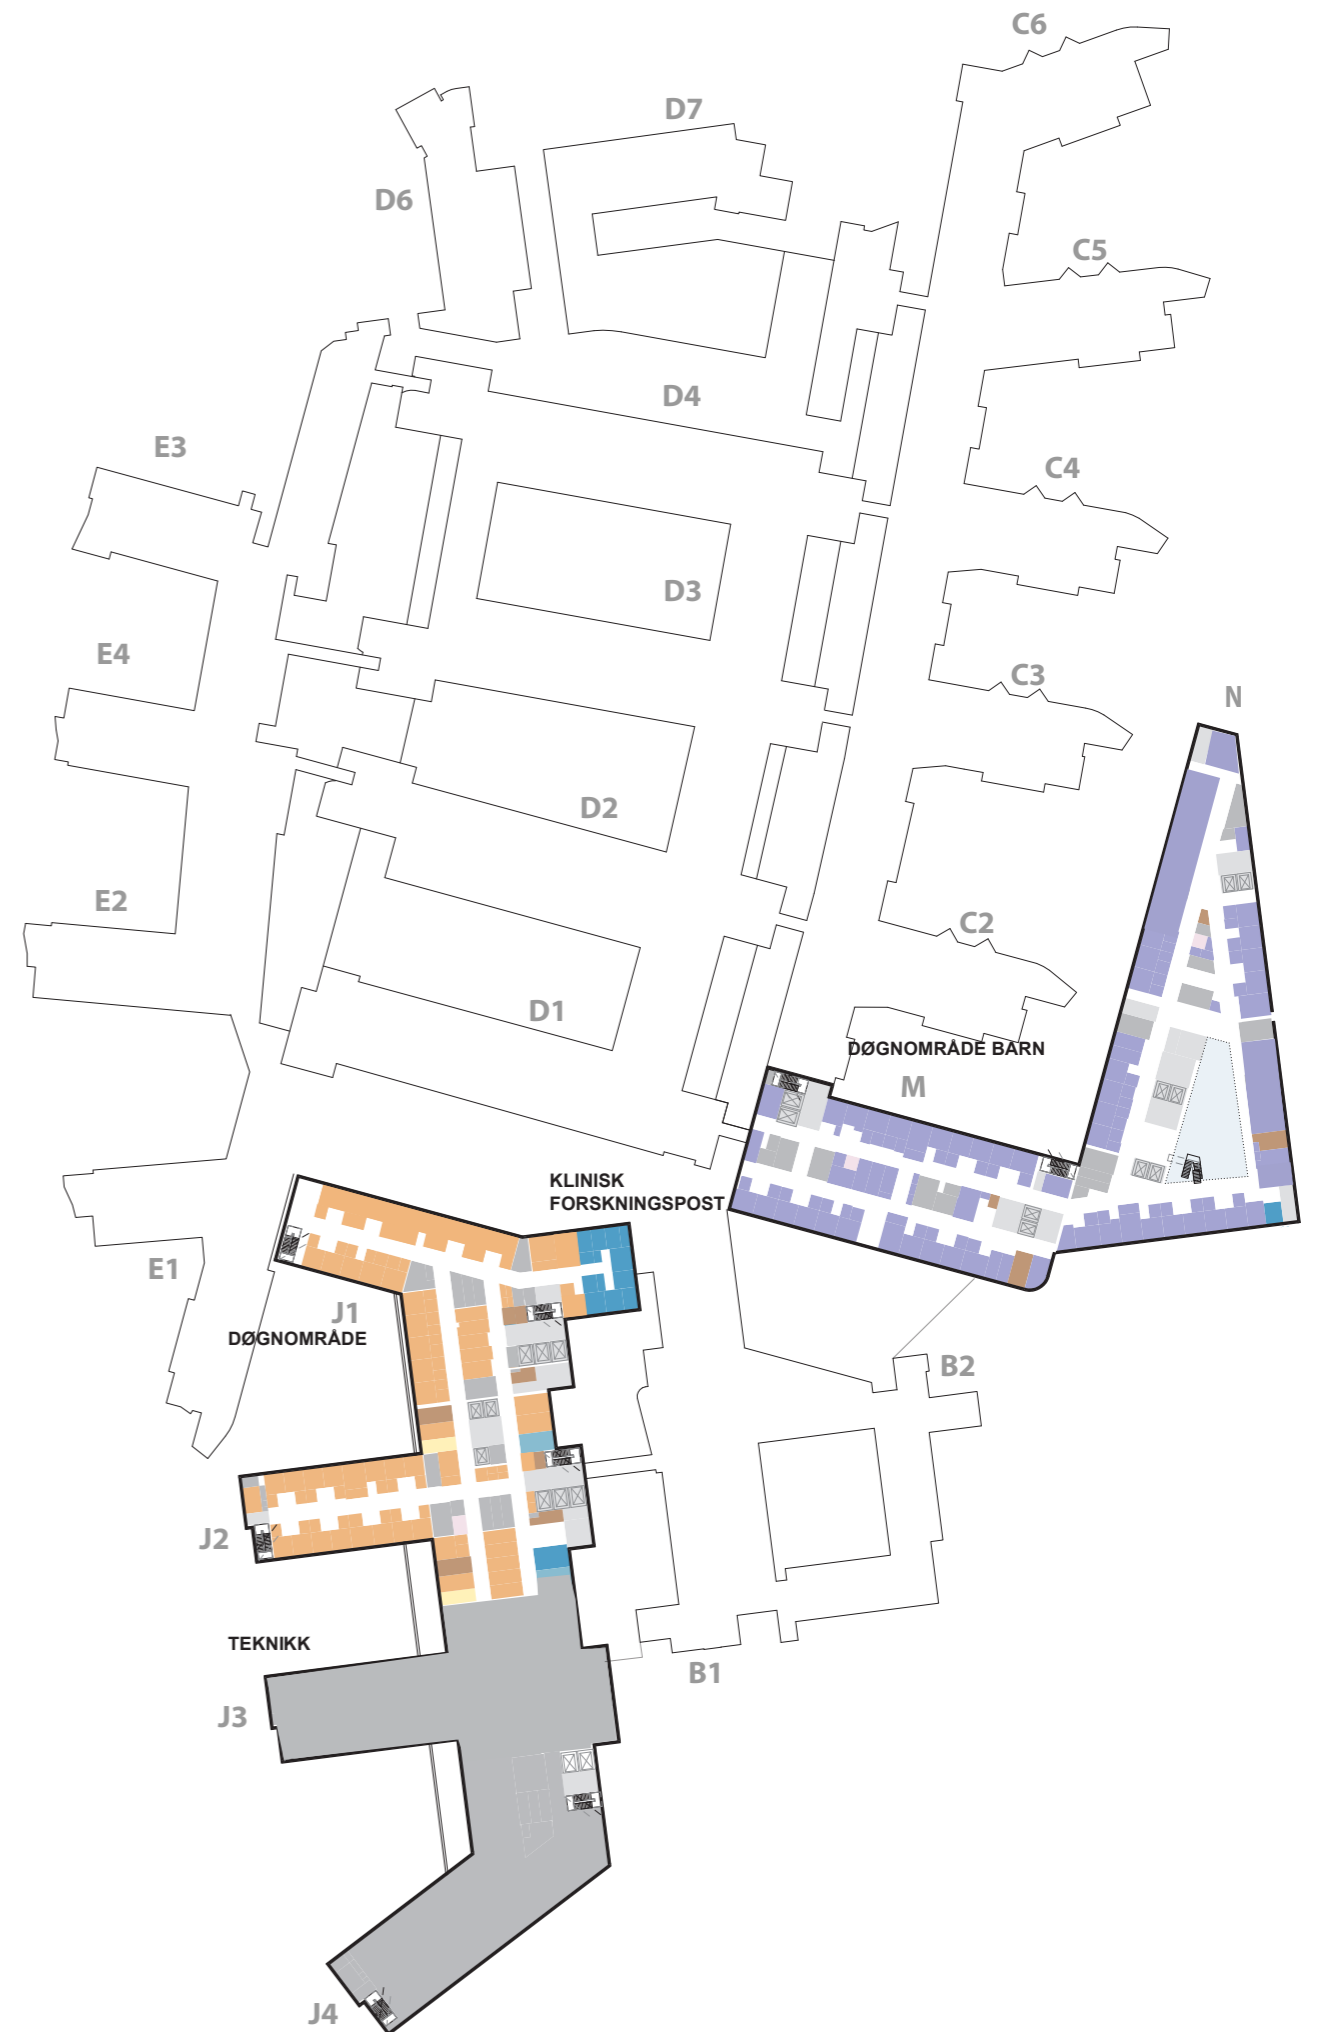 C6
D7
D6
C5
D4
E3
C4
D3
E4
C3
N
D2
E2
C2
D1
DØGNOMRÅDE BARN
M
KLINISK
FORSKNINGSPOST
E1
J1
DØGNOMRÅDE
B2
J2
TEKNIKK
B1
J3
J4